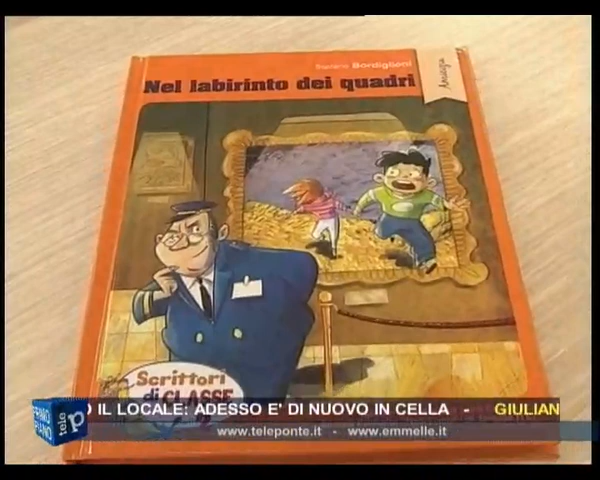 Stefano Bordiglioni
Nel labirinto dei quadri
Scrittori
di CLASSE
O IL LOCALE: ADESSO E' DI NUOVO IN CELLA - GIULIAN
tele p
www.teleponte.it - www.emmelle.it